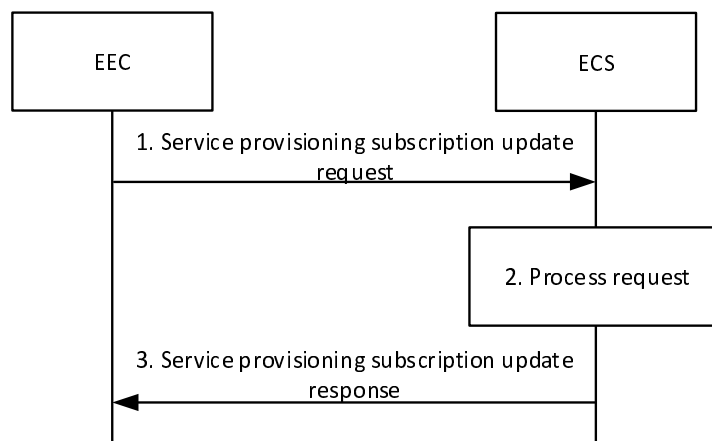 EEC
ECS
1. Service provisioning subscription update
request
2. Process request
3. Service provisioning subscription update
response